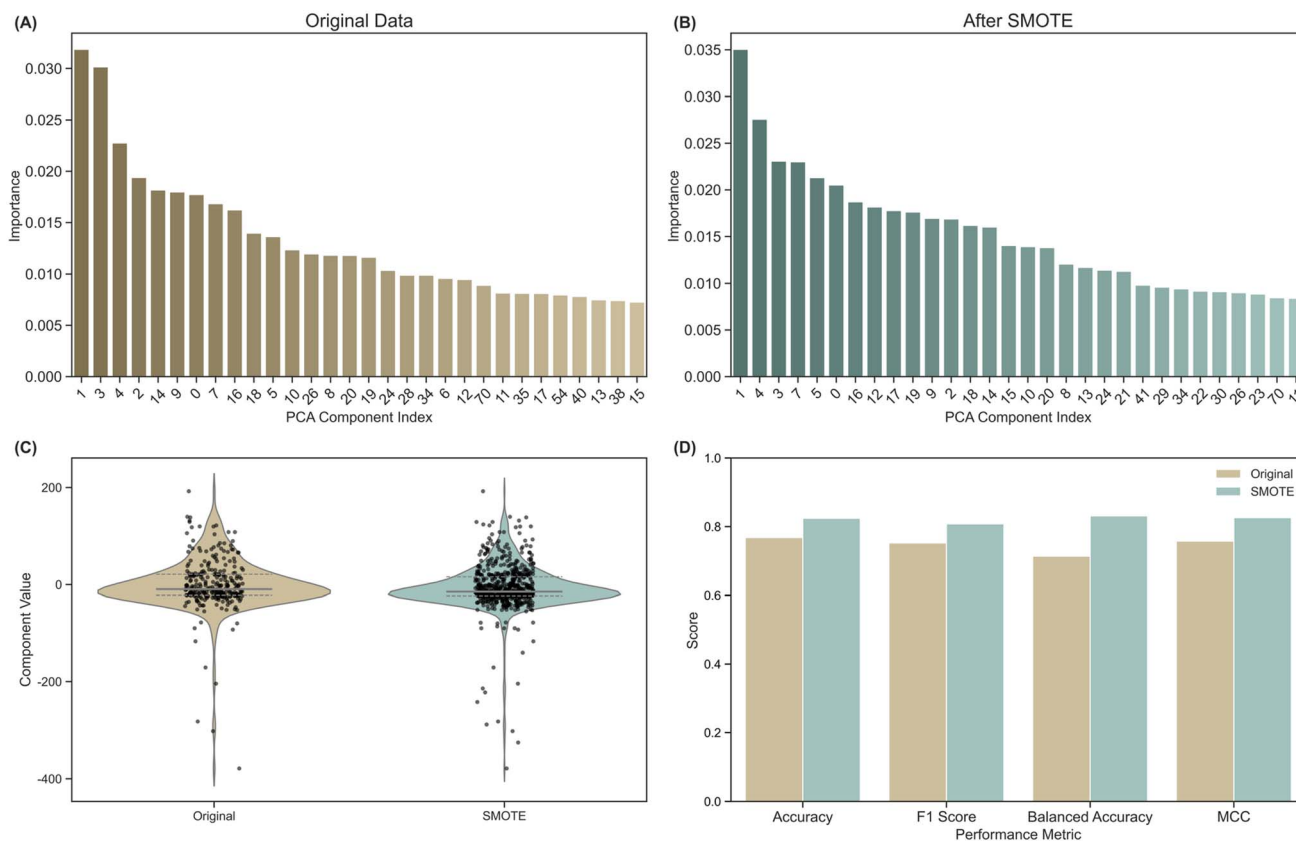 (A)
Original Data
0.030
0.025
0.020
0.015
0.010
0.005
0.000
Importance
1 3 4 2 14 9 0 7 16 18 5 10 26 8 20 19 24 28 34 6 12 70 11 35 17 54 40 13 38 15
PCA Component Index
(B)
After SMOTE
0.035
0.030
0.025
0.020
0.015
0.010
0.005
0.000
Importance
1 4 3 7 5 0 16 12 17 19 9 2 18 14 15 10 20 8 13 24 21 41 29 34 22 30 26 23 70
PCA Component Index
(C)
200
0
-200
-400
Component Value
Original SMOTE
(D)
Original
SMOTE
1.0
0.8
0.6
0.4
0.2
0.0
Score
Accuracy F1 Score Balanced Accuracy MCC
Performance Metric